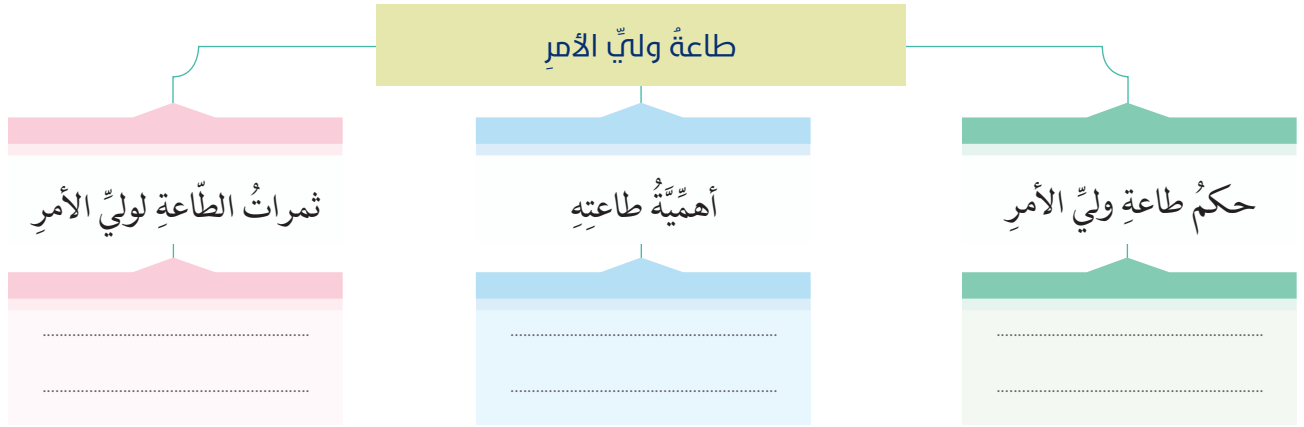 طاعةُ وليِّ الأمرِ
حكمُ طاعةِ وليِّ الأمرِ
أهمِّيَّةُ طاعتِهِ
ثمراتُ الطّاعةِ لوليِّ الأمرِ